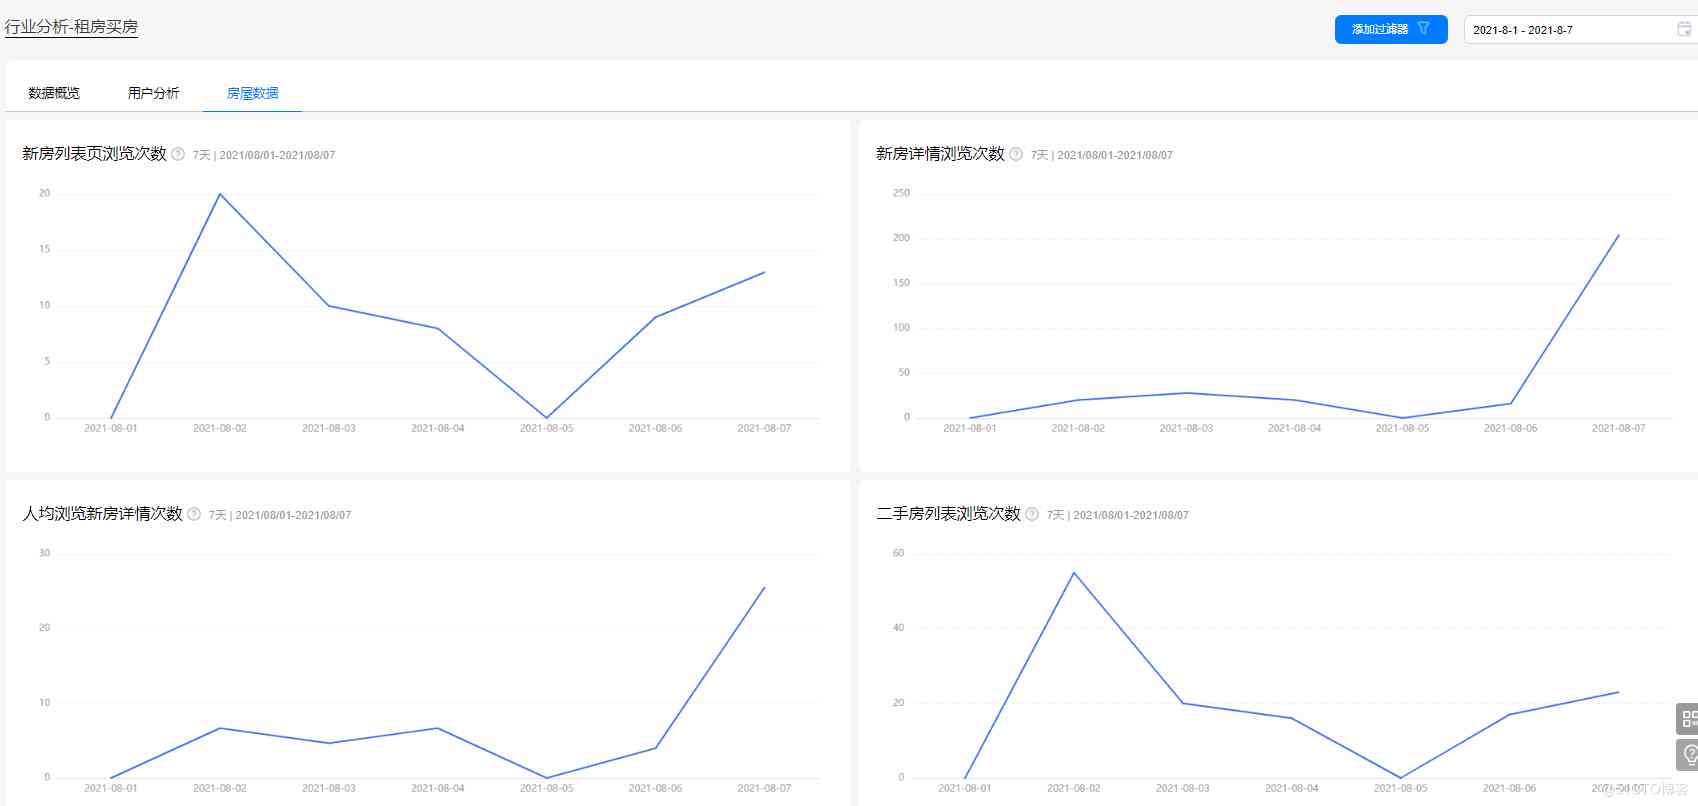 行业分析-租房买房
添加过滤器
2021-8-1 - 2021-8-7
数据概览 用户分析 房屋数据
新房列表页浏览次数 ? 7天 | 2021/08/01-2021/08/07
20
15
10
5
0
2021-08-01 2021-08-02 2021-08-03 2021-08-04 2021-08-05 2021-08-06 2021-08-07
新房详情浏览次数 ? 7天 | 2021/08/01-2021/08/07
250
200
150
100
50
0
2021-08-01 2021-08-02 2021-08-03 2021-08-04 2021-08-05 2021-08-06 2021-08-07
人均浏览新房详情次数 ? 7天 | 2021/08/01-2021/08/07
30
20
10
0
2021-08-01 2021-08-02 2021-08-03 2021-08-04 2021-08-05 2021-08-06 2021-08-07
二手房列表浏览次数 ? 7天 | 2021/08/01-2021/08/07
60
40
20
0
2021-08-01 2021-08-02 2021-08-03 2021-08-04 2021-08-05 2021-08-06 2021-08-07
@51CTO博客